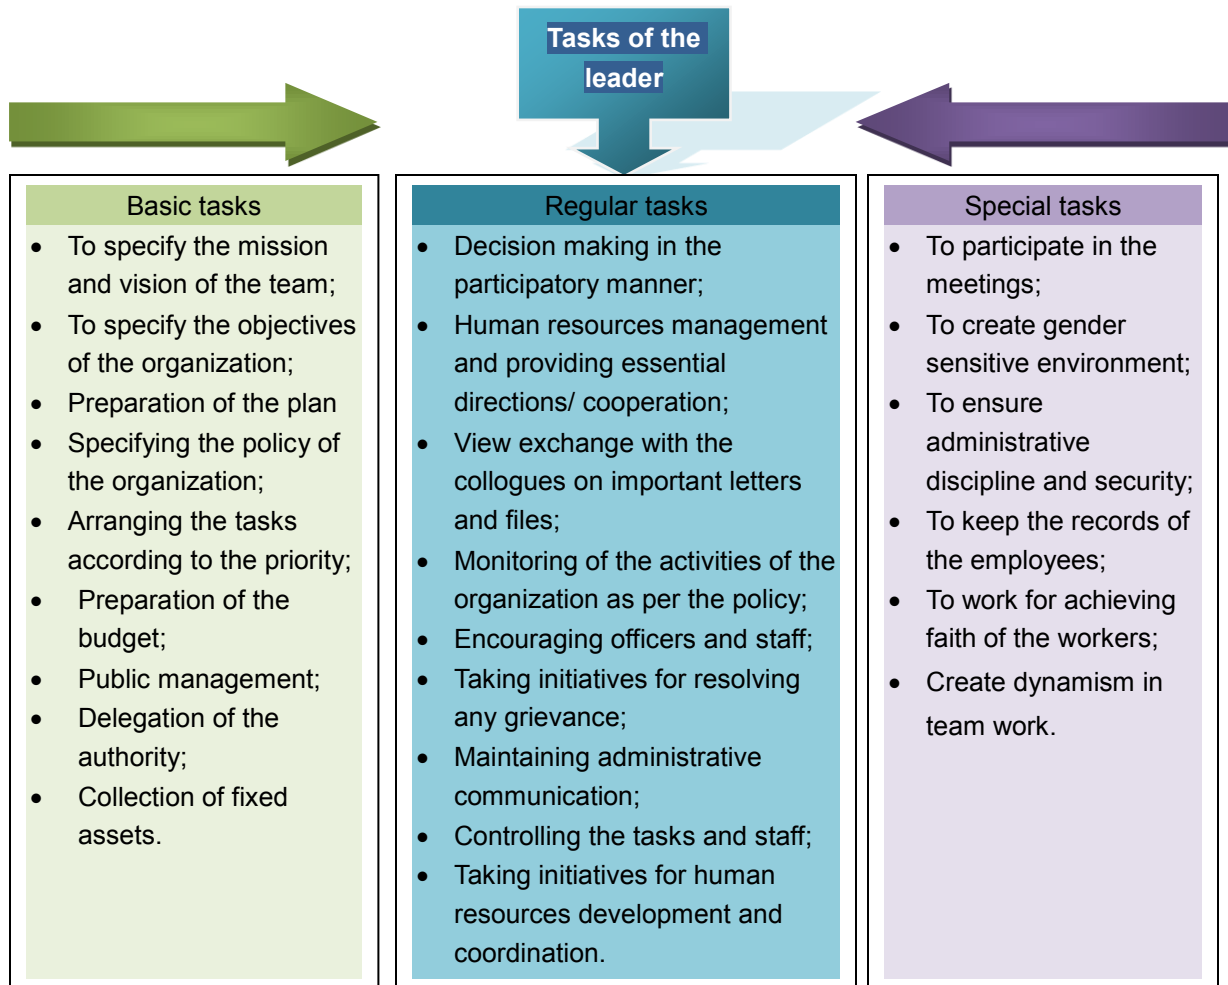 Tasks of the
leader
Basic tasks
• To specify the mission
and vision of the team;
• To specify the objectives
of the organization;
• Preparation of the plan
• Specifying the policy of
the organization;
• Arranging the tasks
according to the priority;
• Preparation of the
budget;
• Public management;
• Delegation of the
authority;
• Collection of fixed
assets.
Regular tasks
• Decision making in the
participatory manner;
• Human resources management
and providing essential
directions/ cooperation;
• View exchange with the
collogues on important letters
and files;
• Monitoring of the activities of the
organization as per the policy;
• Encouraging officers and staff;
• Taking initiatives for resolving
any grievance;
• Maintaining administrative
communication;
• Controlling the tasks and staff;
• Taking initiatives for human
resources development and
coordination.
Special tasks
• To participate in the
meetings;
• To create gender
sensitive environment;
• To ensure
administrative
discipline and security;
• To keep the records of
the employees;
• To work for achieving
faith of the workers;
• Create dynamism in
team work.